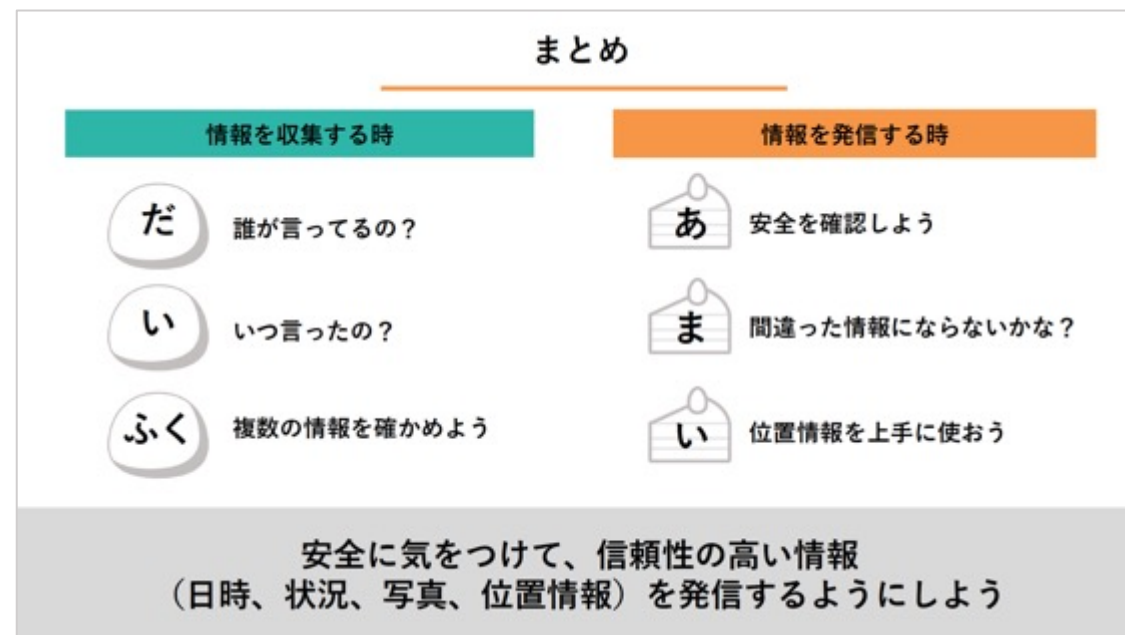 まとめ
情報を収集する時
だ
誰が言ってるの？
い
いつ言ったの？
ふく
複数の情報を確かめよう
情報を発信する時
あ
安全を確認しよう
ま
間違った情報にならないかな？
い
位置情報を上手に使おう
安全に気をつけて、信頼性の高い情報
（日時、状況、写真、位置情報）を発信するようにしよう